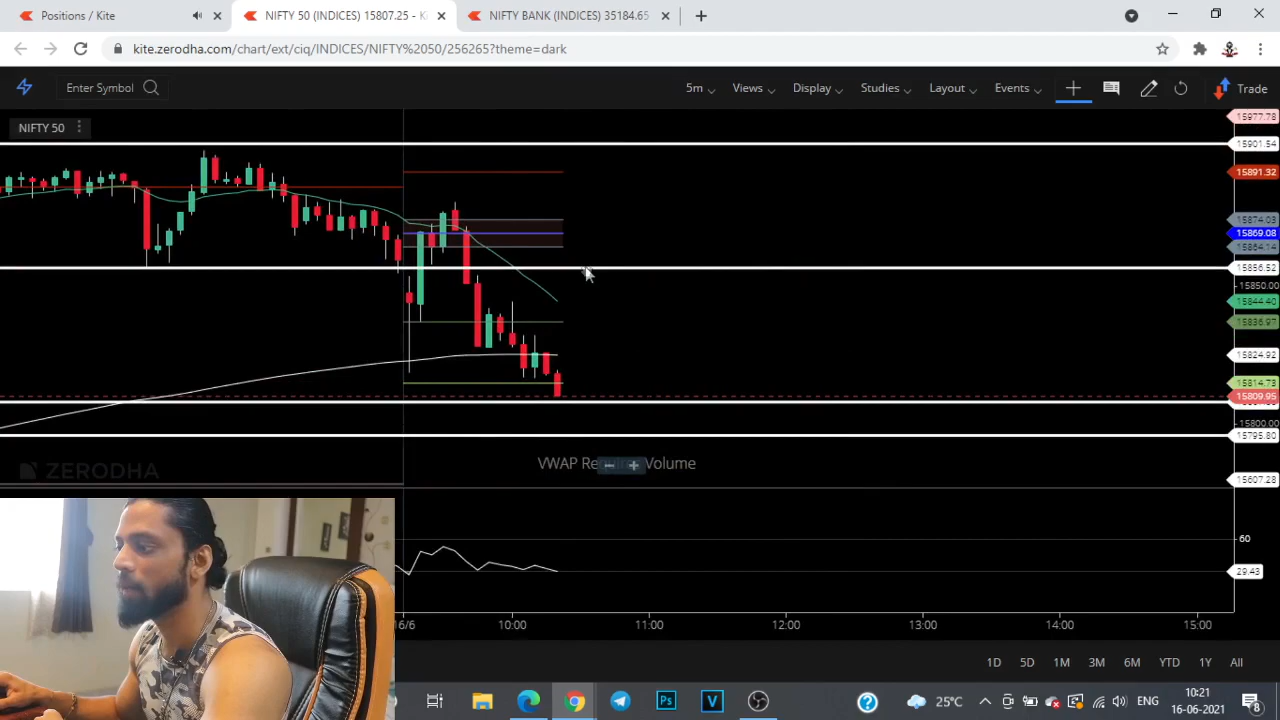 Positions / Kite
NIFTY 50 (INDICES) 15807.25 - K
NIFTY BANK (INDICES) 35184.65
kite.zerodha.com/chart/ext/ciq/INDICES/NIFTY%2050/256265?theme=dark
Enter Symbol
5m
Views
Display
Studies
Layout
Events
Trade
NIFTY 50
15977.78
15901.54
15891.32
15874.03
15869.08
15864.14
15856.52
15850.00
15844.40
15836.97
15824.92
15814.73
15809.95
15800.00
15795.80
ZERODHA
VWAP Re Volume
15607.28
60
29.43
16/6
10:00
11:00
12:00
13:00
14:00
15:00
1D
5D
1M
3M
6M
YTD
1Y
All
25°C
ENG
10:21
16-06-2021
8